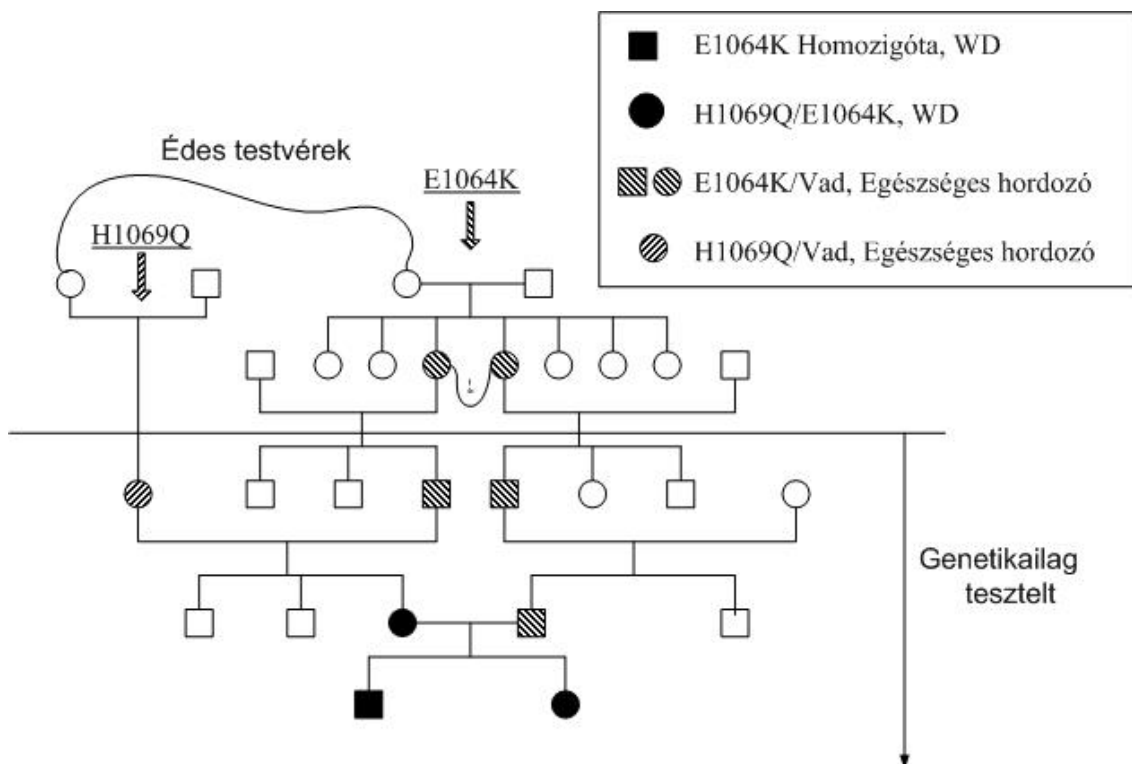 E1064K Homozigóta, WD
H1069Q/E1064K, WD
E1064K/Vad, Egészséges hordozó
H1069Q/Vad, Egészséges hordozó
Édes testvérek
E1064K
H1069Q
Genetikailag
tesztelt